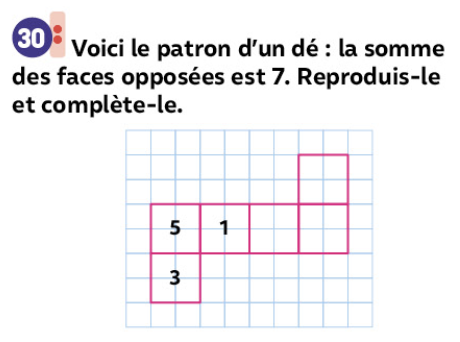 30 Voici le patron d’un dé : la somme
des faces opposées est 7. Reproduis-le
et complète-le.
5 1
3